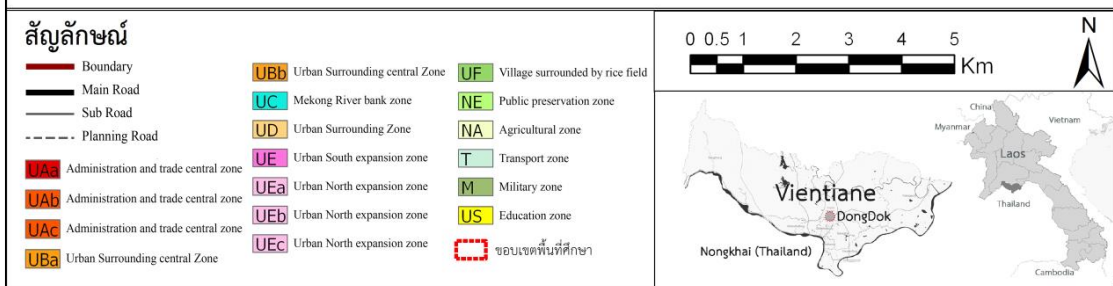 สัญลักษณ์
Boundary
Main Road
Sub Road
Planning Road
UAa Administration and trade central zone
UAb Administration and trade central zone
UAc Administration and trade central zone
UBa Urban Surrounding central Zone
UBb Urban Surrounding central Zone
UC Mekong River bank zone
UD Urban Surrounding Zone
UE Urban South expansion zone
UEa Urban North expansion zone
UEb Urban North expansion zone
UEc Urban North expansion zone
UF Village surrounded by rice field
NE Public preservation zone
NA Agricultural zone
T Transport zone
M Military zone
US Education zone
ขอบเขตพื้นที่ศึกษา
0 0.5 1 2 3 4 5
Km
N
Vientiane
DongDok
Nongkhai (Thailand)
China
Myanmar
Vietnam
Laos
Thailand
Cambodia